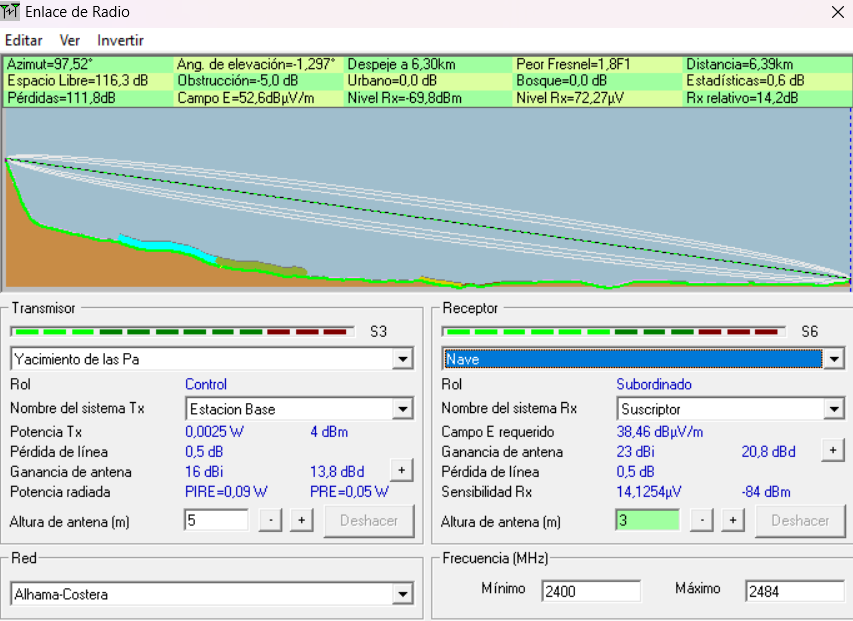 Enlace de Radio
Editar Ver Invertir
Azimut=97,52° Ang. de elevación=-1,297° Despeje a 6,30km Peor Fresnel=1,8F1 Distancia=6,39km
Espacio Libre=116,3 dB Obstrucción=-5,0 dB Urbano=0,0 dB Bosque=0,0 dB Estadísticas=0,6 dB
Pérdidas=111,8dB Campo E=52,6dBµV/m Nivel Rx=-69,8dBm Nivel Rx=72,27µV Rx relativo=14,2dB
Transmisor
S3
Yacimiento de las Pa
Rol Control
Nombre del sistema Tx Estacion Base
Potencia Tx 0,0025 W 4 dBm
Pérdida de línea 0,5 dB
Ganancia de antena 16 dBi 13,8 dBd +
Potencia radiada PIRE=0,09 W PRE=0,05 W
Altura de antena (m) 5 - + Deshacer
Receptor
S6
Nave
Rol Subordinado
Nombre del sistema Rx Suscriptor
Campo E requerido 38,46 dBµV/m
Ganancia de antena 23 dBi 20,8 dBd +
Pérdida de línea 0,5 dB
Sensibilidad Rx 14,1254µV -84 dBm
Altura de antena (m) 3 - + Deshacer
Red
Alhama-Costera
Frecuencia (MHz)
Mínimo 2400 Máximo 2484